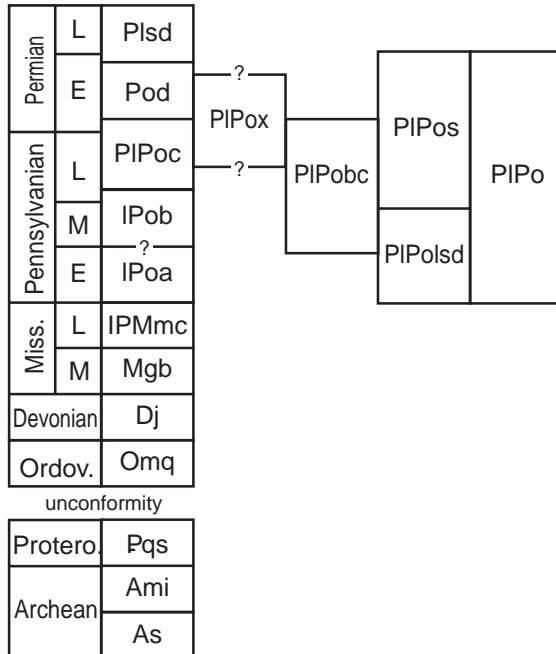 Permian
L
PIsd
E
Pod
?
PIPox
?
PIPoc
PIPobc
PIPos
PIPo
PIPolsd
Pennsylvanian
L
M
IPob
?
E
IPoa
Miss.
L
IPMmc
M
Mgb
Devonian
Dj
Ordov.
Omq
unconformity
Protero.
Pqs
Archean
Ami
As